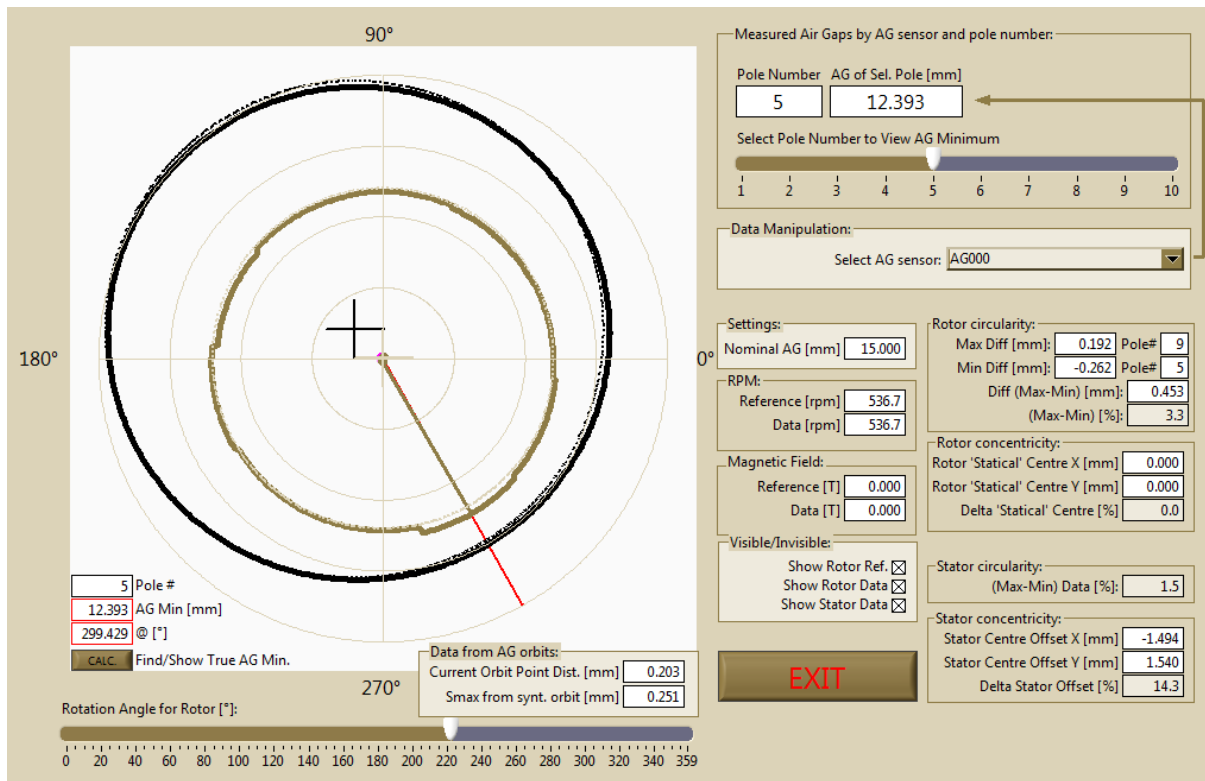 90°
180°
0°
270°
5 Pole #
12.393 AG Min [mm]
299.429 @ [°]
CALC. Find/Show True AG Min.
Data from AG orbits:
Current Orbit Point Dist. [mm] 0.203
Smax from synt. orbit [mm] 0.251
Rotation Angle for Rotor [°]:
0 20 40 60 80 100 120 140 160 180 200 220 240 260 280 300 320 340 359
Measured Air Gaps by AG sensor and pole number:
Pole Number AG of Sel. Pole [mm]
5 12.393
Select Pole Number to View AG Minimum
1 2 3 4 5 6 7 8 9 10
Data Manipulation:
Select AG sensor: AG000
Settings:
Nominal AG [mm] 15.000
RPM:
Reference [rpm] 536.7
Data [rpm] 536.7
Magnetic Field:
Reference [T] 0.000
Data [T] 0.000
Visible/Invisible:
Show Rotor Ref.
Show Rotor Data
Show Stator Data
EXIT
Rotor circularity:
Max Diff [mm]: 0.192 Pole# 9
Min Diff [mm]: -0.262 Pole# 5
Diff (Max-Min) [mm]: 0.453
(Max-Min) [%]: 3.3
Rotor concentricity:
Rotor 'Statical' Centre X [mm] 0.000
Rotor 'Statical' Centre Y [mm] 0.000
Delta 'Statical' Centre [%] 0.0
Stator circularity:
(Max-Min) Data [%]: 1.5
Stator concentricity:
Stator Centre Offset X [mm] -1.494
Stator Centre Offset Y [mm] 1.540
Delta Stator Offset [%] 14.3